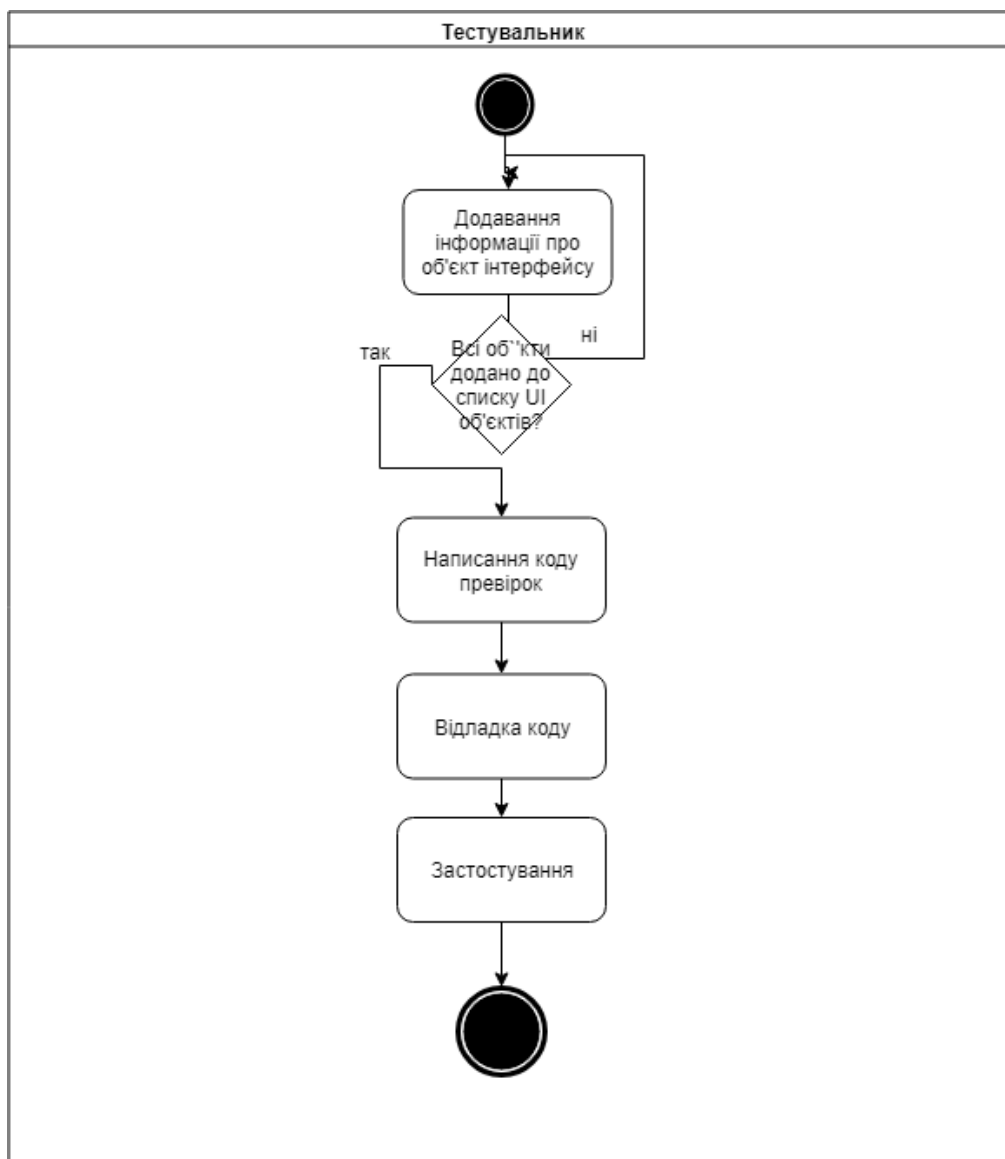 Тестувальник
Додавання
інформації про
об'єкт інтерфейсу
ні
так
Всі об`'кти
додано до
списку UI
об'єктів?
Написання коду
превірок
Відладка коду
Застостування